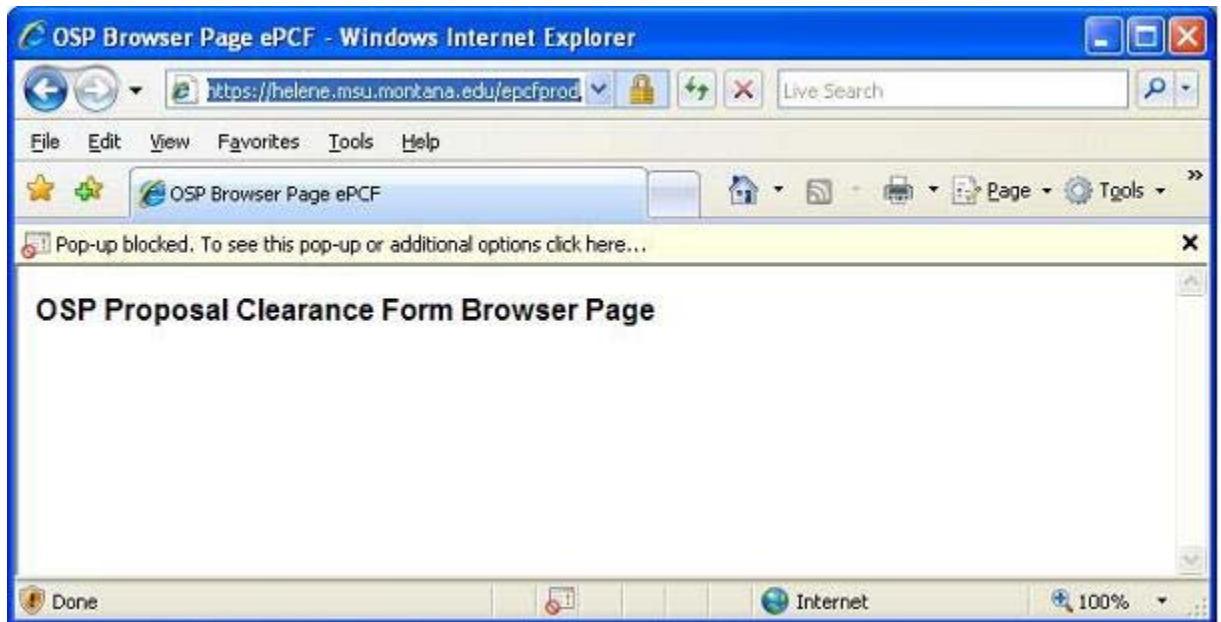 OSP Browser Page ePCF - Windows Internet Explorer
https://helene.msu.montana.edu/epcfprod
Live Search
File Edit View Favorites Tools Help
OSP Browser Page ePCF
Page Tools
Pop-up blocked. To see this pop-up or additional options click here...
OSP Proposal Clearance Form Browser Page
Done Internet 100%